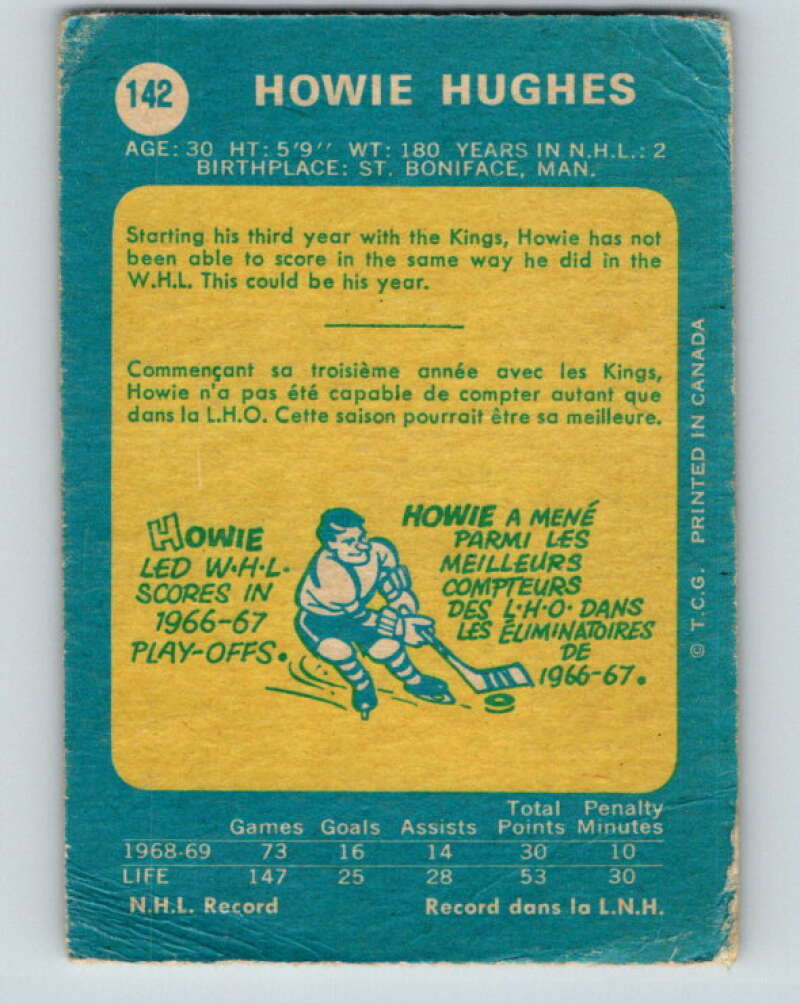 142
HOWIE HUGHES
AGE: 30 HT: 5'9'' WT: 180 YEARS IN N.H.L.: 2
BIRTHPLACE: ST. BONIFACE, MAN.
Starting his third year with the Kings, Howie has not
been able to score in the same way he did in the
W.H.L. This could be his year.
Commençant sa troisième année avec les Kings,
Howie n'a pas été capable de compter autant que
dans la L.H.O. Cette saison pourrait être sa meilleure.
HOWIE
LED W·H·L·
SCORES IN
1966-67
PLAY-OFFS.
HOWIE A MENÉ
PARMI LES
MEILLEURS
COMPTEURS
DES L·H·O· DANS
LES ÉLIMINATOIRES
DE
1966-67.
© T.C.G. PRINTED IN CANADA
Total Penalty
Games Goals Assists Points Minutes
1968-69 73 16 14 30 10
LIFE 147 25 28 53 30
N.H.L. Record Record dans la L.N.H.